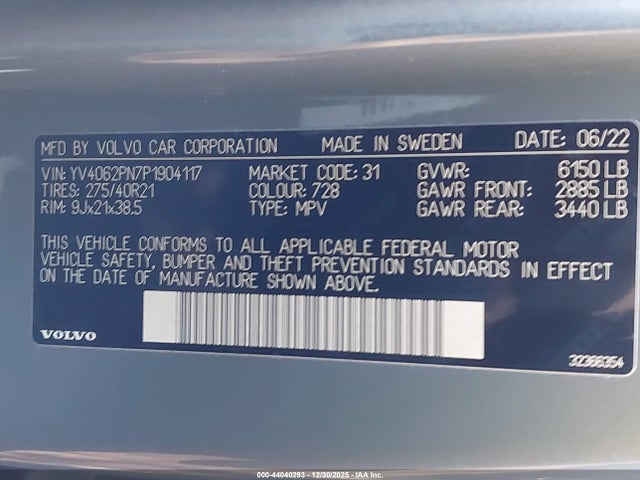 MFD BY VOLVO CAR CORPORATION MADE IN SWEDEN DATE: 06/22
VIN: YV4062PN7P1904117 MARKET CODE: 31 GVWR: 6150 LB
TIRES: 275/40R21 COLOUR: 728 GAWR FRONT: 2885 LB
RIM: 9Jx21x38.5 TYPE: MPV GAWR REAR: 3440 LB
THIS VEHICLE CONFORMS TO ALL APPLICABLE FEDERAL MOTOR
VEHICLE SAFETY, BUMPER AND THEFT PREVENTION STANDARDS IN EFFECT
ON THE DATE OF MANUFACTURE SHOWN ABOVE.
VOLVO
32388354
000-44040293 - 12/30/2025 - IAA Inc.